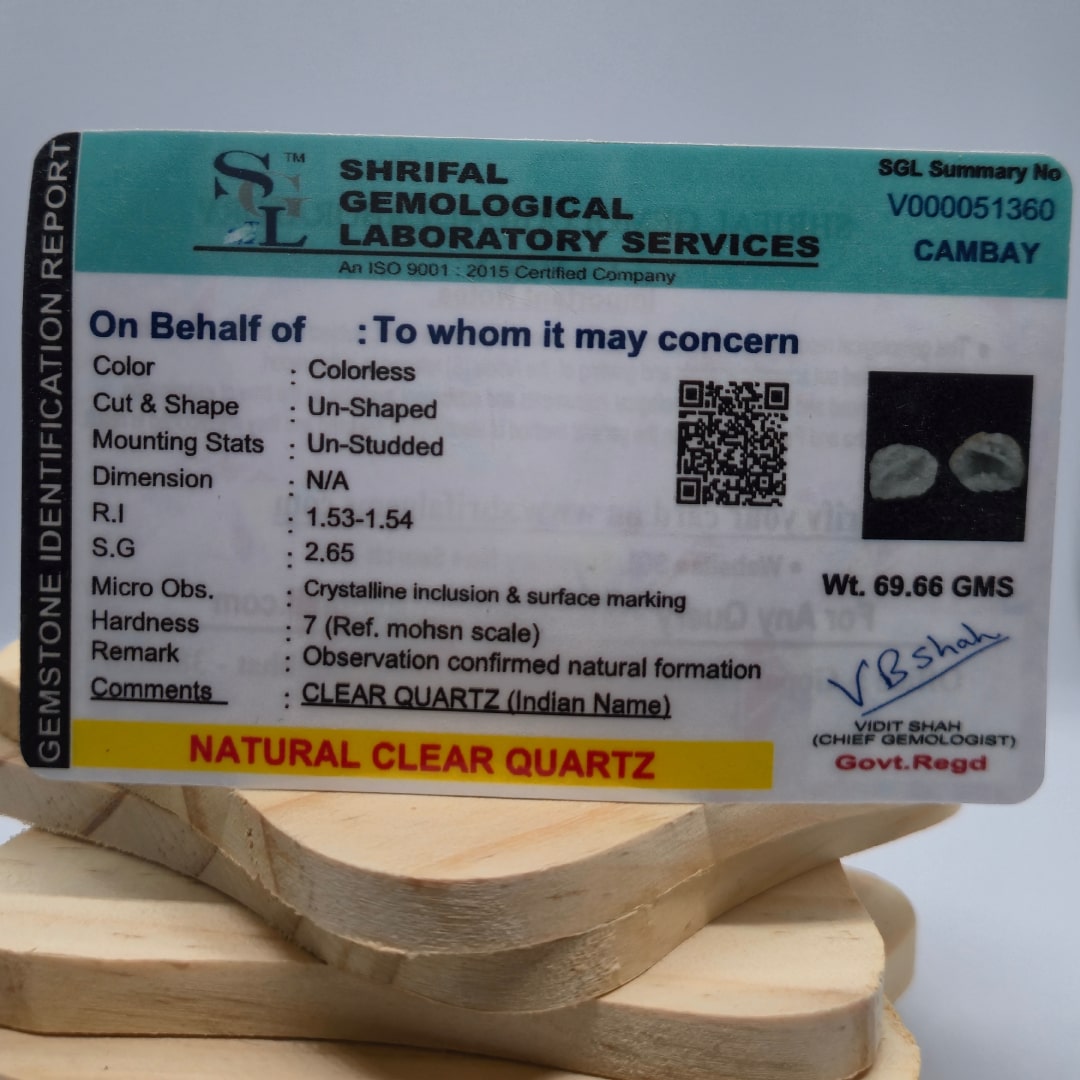 GEMSTONE IDENTIFICATION REPORT
SGL
TM
SHRIFAL
GEMOLOGICAL
LABORATORY SERVICES
An ISO 9001 : 2015 Certified Company
SGL Summary No
V000051360
CAMBAY
On Behalf of : To whom it may concern
Color : Colorless
Cut & Shape : Un-Shaped
Mounting Stats : Un-Studded
Dimension : N/A
R.I : 1.53-1.54
S.G : 2.65
Micro Obs. : Crystalline inclusion & surface marking
Hardness : 7 (Ref. mohsn scale)
Remark : Observation confirmed natural formation
Comments : CLEAR QUARTZ (Indian Name)
NATURAL CLEAR QUARTZ
Wt. 69.66 GMS
VBShah
VIDIT SHAH
(CHIEF GEMOLOGIST)
Govt.Regd